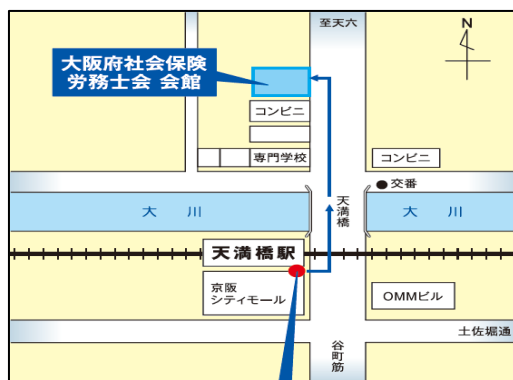 至天六
N
大阪府社会保険
労務士会 会館
コンビニ
専門学校
コンビニ
交番
大川
天満橋
大川
天満橋駅
京阪
シティモール
OMMビル
土佐堀通
谷町筋